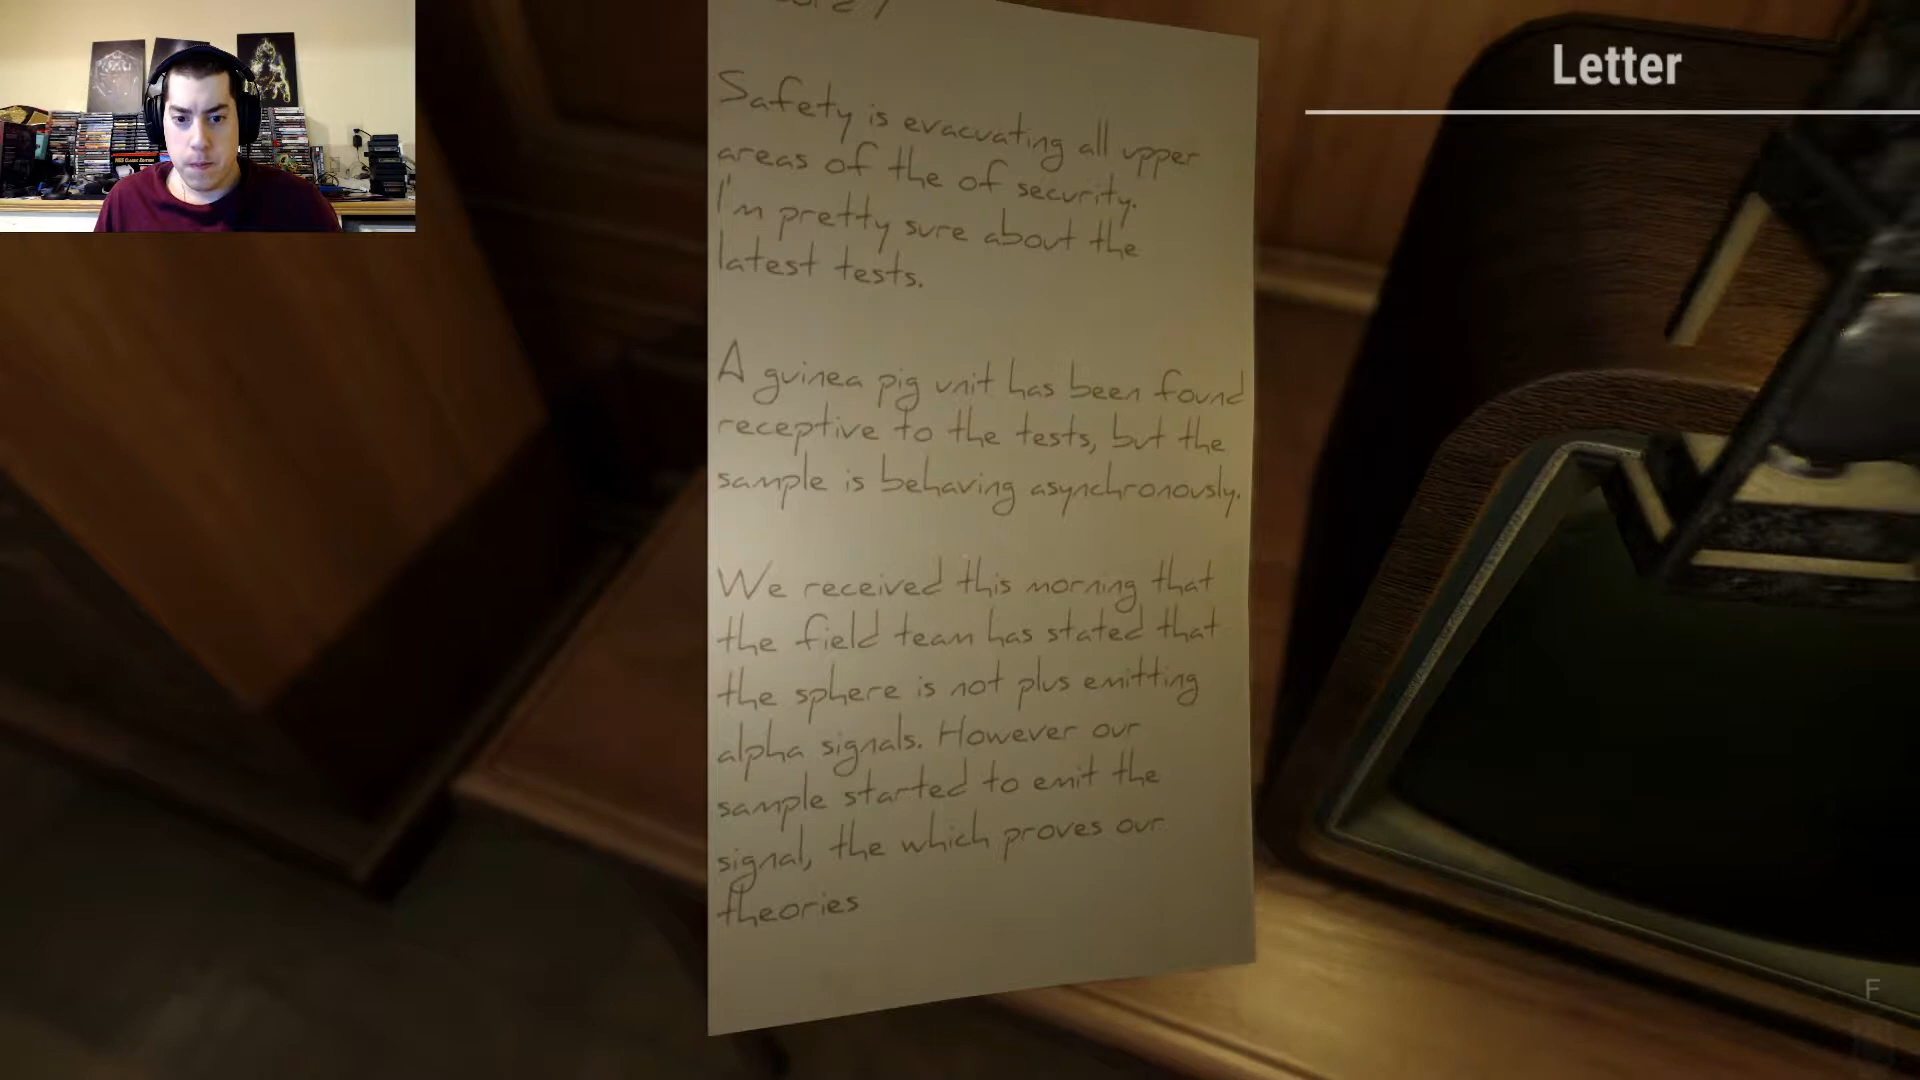 Letter
Safety is evacuating all upper
areas of the of security.
I'm pretty sure about the
latest tests.
A guinea pig unit has been found
receptive to the tests, but the
sample is behaving asynchronously.
We received this morning that
the field team has stated that
the sphere is not plus emitting
alpha signals. However our
sample started to emit the
signal, the which proves our
theories
F